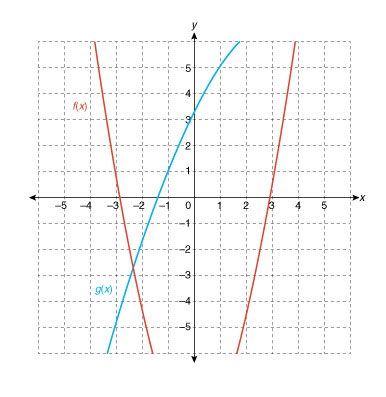 y
5
4
f(x)
3
2
1
–5 –4 –3 –2 –1 0 1 2 3 4 5 x
–1
–2
–3
g(x)
–4
–5